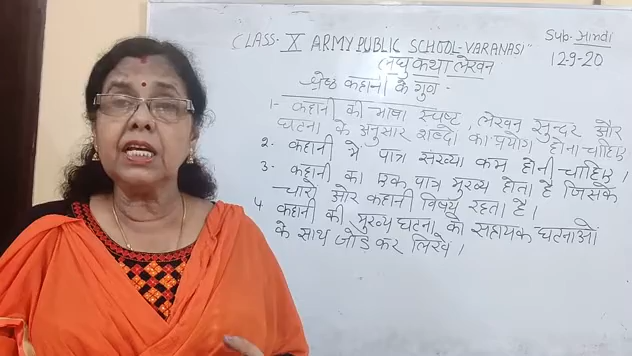 CLASS- X ARMY PUBLIC SCHOOL-VARANASI"
Sub- Hindi
12-9-20
लघु कथा लेखन
श्रेष्ठ कहानी के गुण -
1- कहानी की भाषा स्पष्ट, लेखन सुन्दर और
घटना के अनुसार शब्दों का प्रयोग होना चाहिए
2- कहानी में पात्र संख्या कम होनी चाहिए।
3- कहानी का एक पात्र मुख्य होता है जिसके
चारों ओर कहानी रहता है।
4 कहानी की मुख्य घटना को सहायक घटनाओं
के साथ जोड़ कर लिखें।